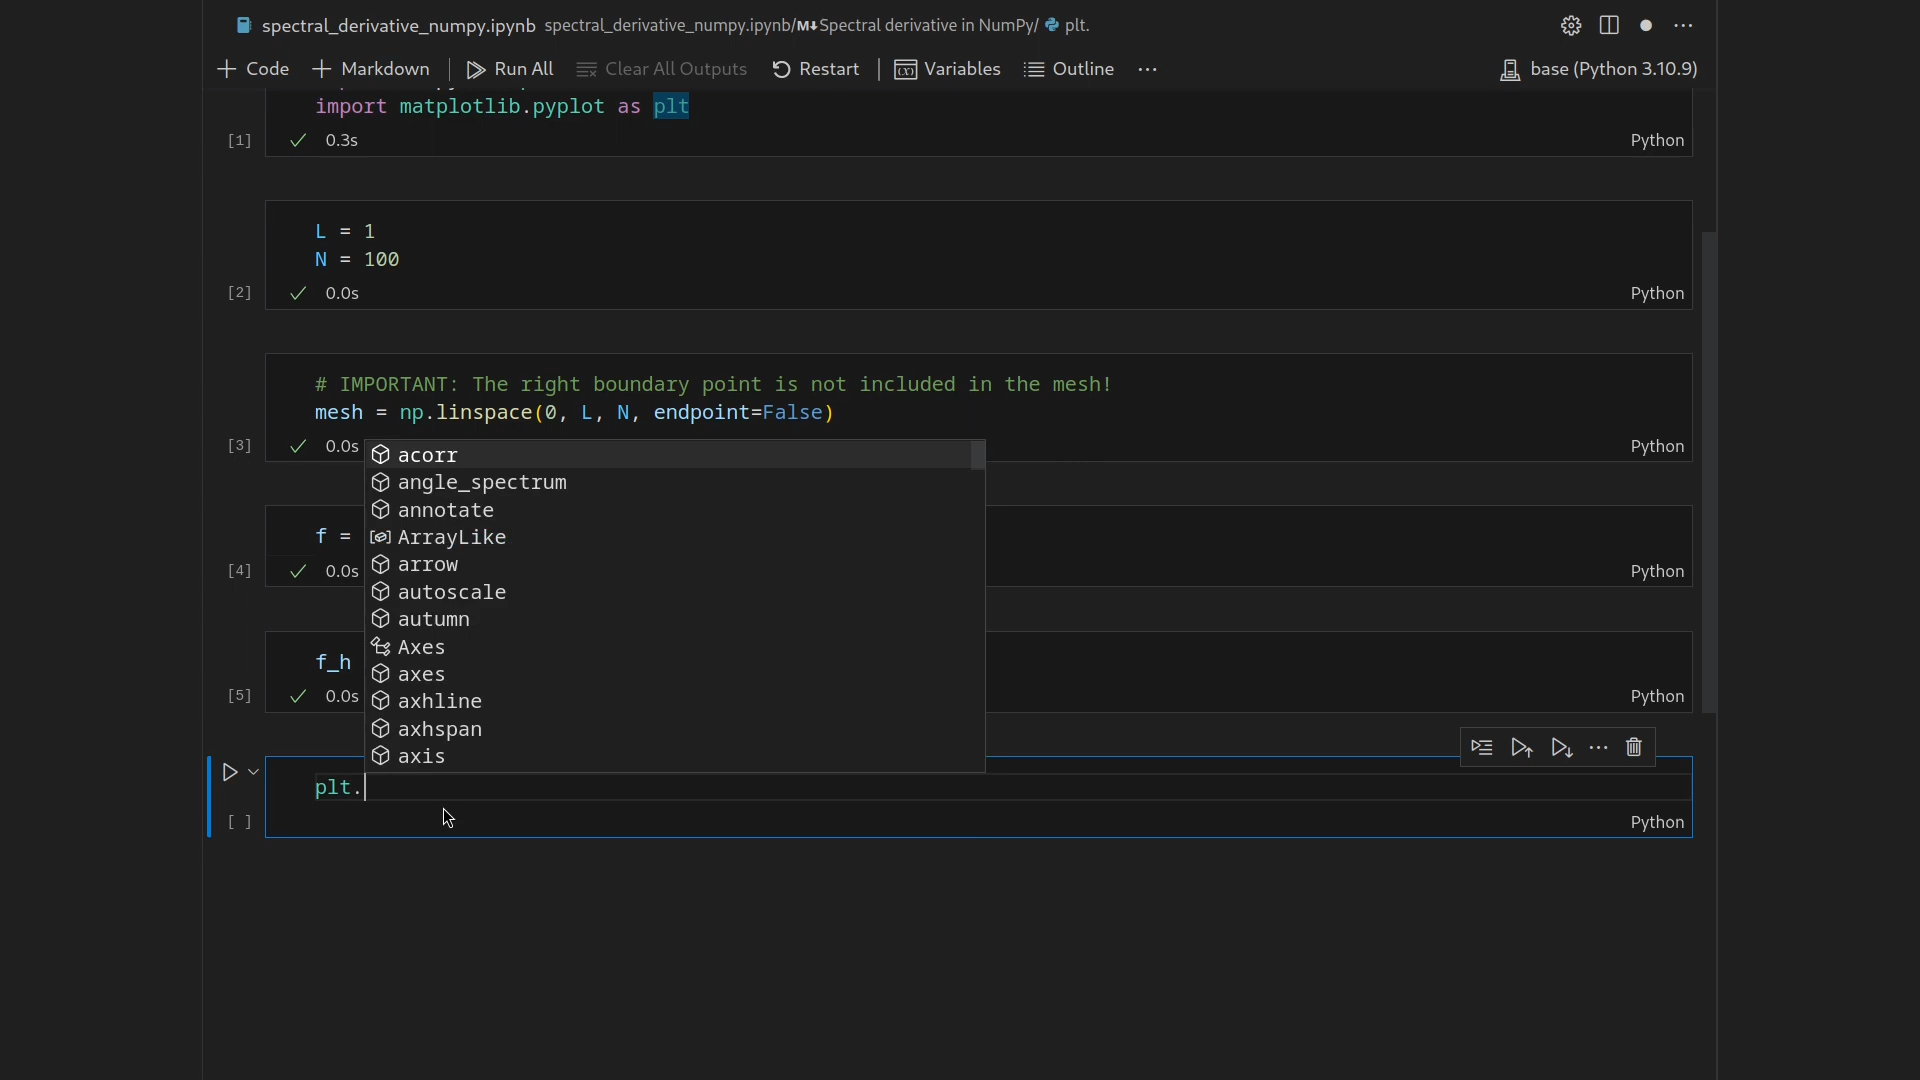 spectral_derivative_numpy.ipynb spectral_derivative_numpy.ipynb/M↓Spectral derivative in NumPy/ plt.
Code Markdown Run All Clear All Outputs Restart Variables Outline ... base (Python 3.10.9)
import matplotlib.pyplot as plt
[1] 0.3s Python
L = 1
N = 100
[2] 0.0s Python
# IMPORTANT: The right boundary point is not included in the mesh!
mesh = np.linspace(0, L, N, endpoint=False)
[3] 0.0s Python
acorr
angle_spectrum
annotate
f =
ArrayLike
arrow
[4] 0.0s Python
autoscale
autumn
Axes
f_h
axes
[5] 0.0s Python
axhline
axhspan
axis
plt.
[ ] Python